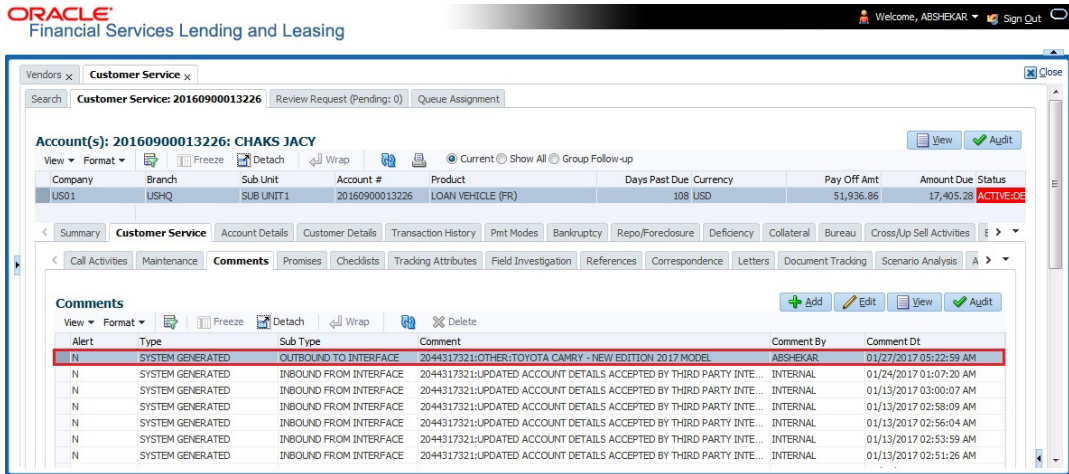 ORACLE
Financial Services Lending and Leasing
Welcome, ABSHEKAR Sign Out
Vendors x Customer Service x Close
Search Customer Service: 20160900013226 Review Request (Pending: 0) Queue Assignment
Account(s): 20160900013226: CHAKS JACY View Audit
View Format Freeze Detach Wrap Current Show All Group Follow-up
Company Branch Sub Unit Account # Product Days Past Due Currency Pay Off Amt Amount Due Status
US01 USHQ SUB UNIT1 20160900013226 LOAN VEHICLE (FR) 108 USD 51,936.86 17,405.28 ACTIVE:DE
Summary Customer Service Account Details Customer Details Transaction History Pmt Modes Bankruptcy Repo/Foreclosure Deficiency Collateral Bureau Cross/Up Sell Activities
Call Activities Maintenance Comments Promises Checklists Tracking Attributes Field Investigation References Correspondence Letters Document Tracking Scenario Analysis A
Comments Add Edit View Audit
View Format Freeze Detach Wrap Delete
Alert Type Sub Type Comment Comment By Comment Dt
N SYSTEM GENERATED OUTBOUND TO INTERFACE 2044317321:OTHER:TOYOTA CAMRY - NEW EDITION 2017 MODEL ABSHEKAR 01/27/2017 05:22:59 AM
N SYSTEM GENERATED INBOUND FROM INTERFACE 2044317321:UPDATED ACCOUNT DETAILS ACCEPTED BY THIRD PARTY INTE... INTERNAL 01/24/2017 01:07:20 AM
N SYSTEM GENERATED INBOUND FROM INTERFACE 2044317321:UPDATED ACCOUNT DETAILS ACCEPTED BY THIRD PARTY INTE... INTERNAL 01/13/2017 03:00:07 AM
N SYSTEM GENERATED INBOUND FROM INTERFACE 2044317321:UPDATED ACCOUNT DETAILS ACCEPTED BY THIRD PARTY INTE... INTERNAL 01/13/2017 02:58:09 AM
N SYSTEM GENERATED INBOUND FROM INTERFACE 2044317321:UPDATED ACCOUNT DETAILS ACCEPTED BY THIRD PARTY INTE... INTERNAL 01/13/2017 02:56:04 AM
N SYSTEM GENERATED INBOUND FROM INTERFACE 2044317321:UPDATED ACCOUNT DETAILS ACCEPTED BY THIRD PARTY INTE... INTERNAL 01/13/2017 02:53:59 AM
N SYSTEM GENERATED INBOUND FROM INTERFACE 2044317321:UPDATED ACCOUNT DETAILS ACCEPTED BY THIRD PARTY INTE... INTERNAL 01/13/2017 02:51:26 AM